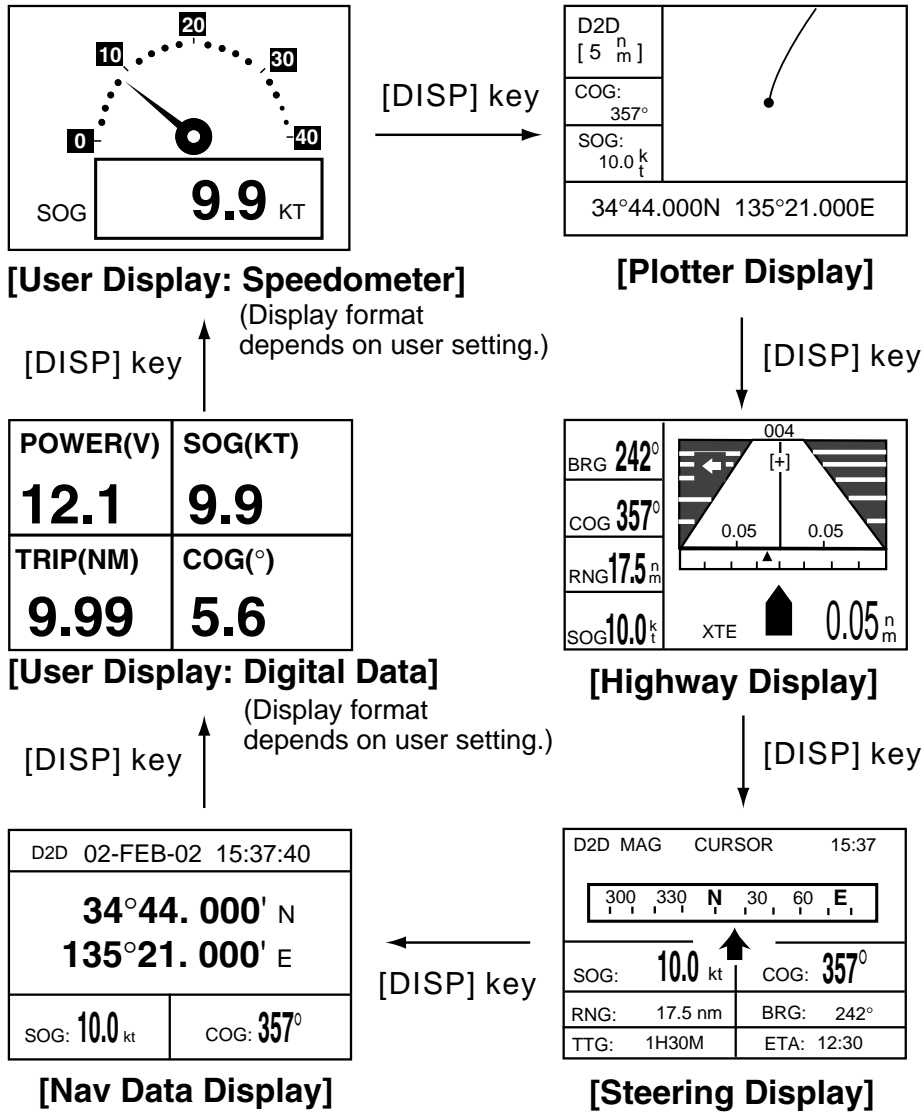 20
10
30
0
40
SOG 9.9 KT
[User Display: Speedometer]
(Display format
depends on user setting.)
[DISP] key
D2D
[ 5 nm ]
COG:
357°
SOG:
10.0 kt
34°44.000N 135°21.000E
[Plotter Display]
[DISP] key
[DISP] key
POWER(V) SOG(KT)
12.1 9.9
TRIP(NM) COG(°)
9.99 5.6
[User Display: Digital Data]
(Display format
depends on user setting.)
BRG 242°
COG 357°
RNG 17.5 nm
SOG 10.0 kt
004
[+]
0.05 0.05
XTE 0.05 nm
[Highway Display]
[DISP] key
[DISP] key
D2D 02-FEB-02 15:37:40
34°44. 000' N
135°21. 000' E
SOG: 10.0 kt COG: 357°
[Nav Data Display]
[DISP] key
D2D MAG CURSOR 15:37
300 330 N 30 60 E
SOG: 10.0 kt COG: 357°
RNG: 17.5 nm BRG: 242°
TTG: 1H30M ETA: 12:30
[Steering Display]